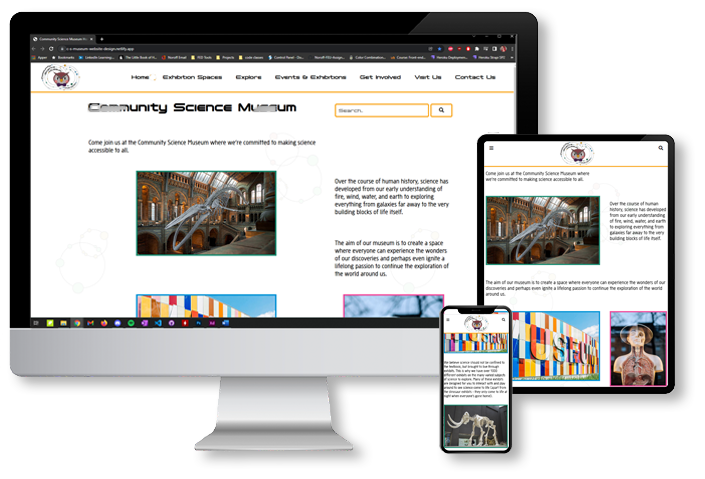 Community Science Museum
Apps
Bookmarks
Projects
Home
Exhibition Spaces
Explore
Events & Exhibitions
Get Involved
Visit Us
Contact Us
Community Science Museum
Search..
Come join us at the Community Science Museum where we're committed to making science
accessible to all.
Over the course of human history, science has
developed from our early understanding of
fire, wind, water, and earth to exploring
everything from galaxies far away to the very
building blocks of life itself.
The aim of our museum is to create a space
where everyone can experience the wonders
of our discoveries and perhaps even ignite a
lifelong passion to continue the exploration of
the world around us.
Come join us at the Community Science Museum where
we're committed to making science accessible to all.
Over the course of human
history, science has developed
from our early understanding
of fire, wind, water, and earth
to exploring everything from
galaxies far away to the very
building blocks of life itself.
The aim of our museum is to create a space where everyone can experience the wonders of our
discoveries and perhaps even ignite a lifelong passion to continue the exploration of the world
around us.
MUSEUM